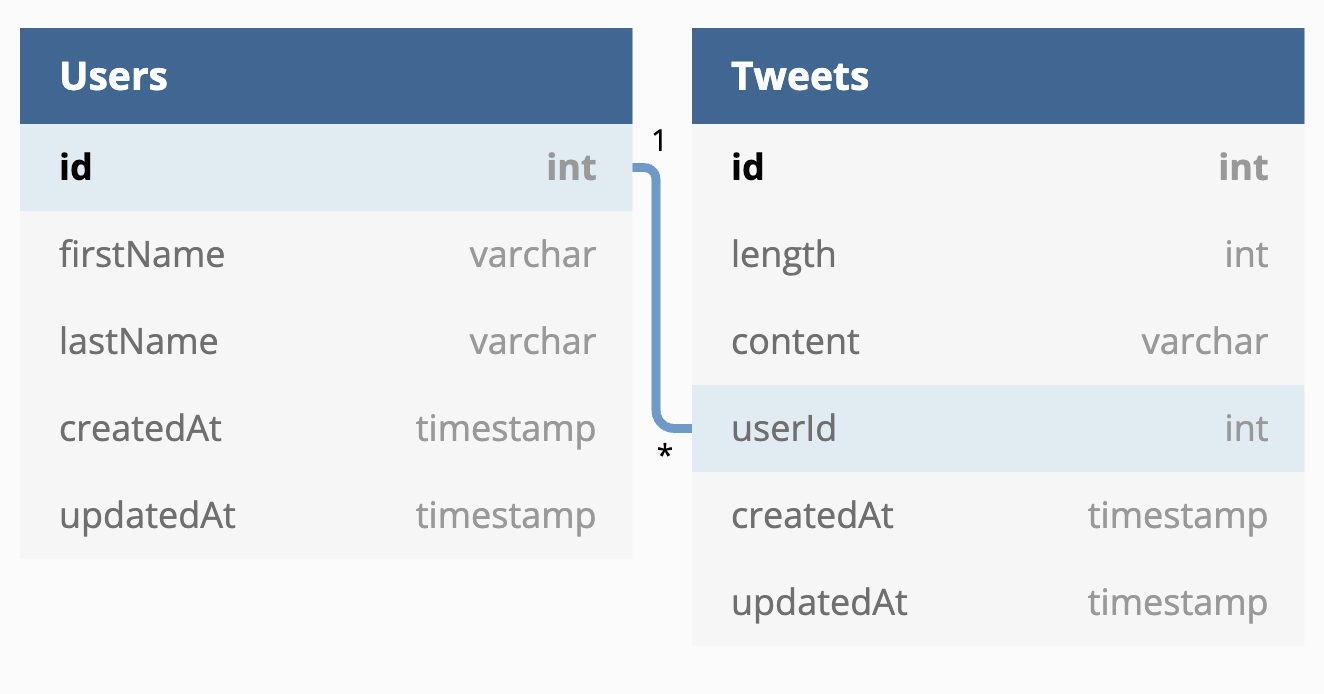 Users
id int
firstName varchar
lastName varchar
createdAt timestamp
updatedAt timestamp
1
*
Tweets
id int
length int
content varchar
userId int
createdAt timestamp
updatedAt timestamp